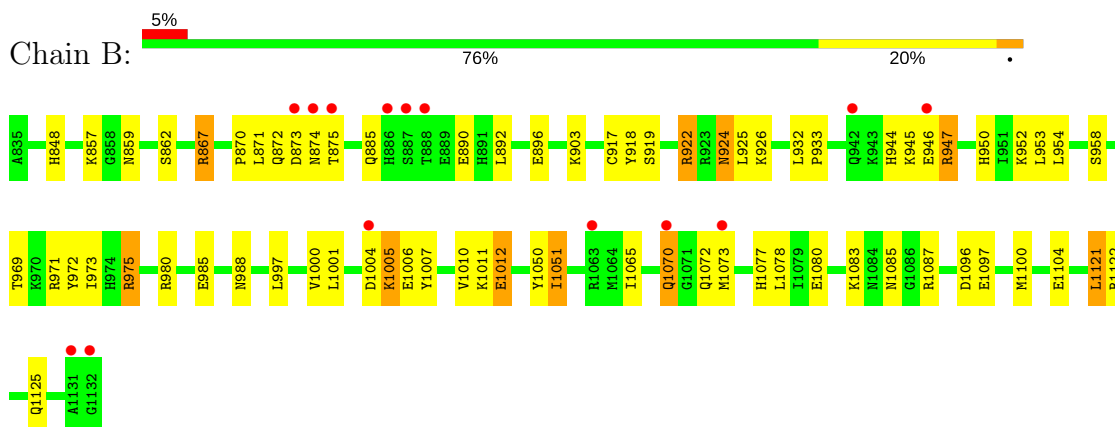 5%
Chain B:
76% 20% •
A835 H848 K857 G858 N859 S862 R867 P870 L871 Q872 D873 N874 T875 Q885 H886 S887 T888 E889 E890 H891 L892 E896 K903 C917 Y918 S919 R922 R923 N924 L925 K926 L932 P933 Q942 K943 H944 K945 E946 R947 H950 I951 K952 L953 L954 S958
T969 K970 R971 Y972 I973 H974 R975 R980 E985 N988 L997 V1000 L1001 D1004 K1005 E1006 Y1007 V1010 K1011 E1012 Y1050 I1051 R1063 M1064 I1065 Q1070 G1071 Q1072 M1073 H1077 L1078 I1079 E1080 K1083 N1084 N1085 G1086 R1087 D1096 E1097 M1100 E1104 L1121
Q1125 A1131 G1132